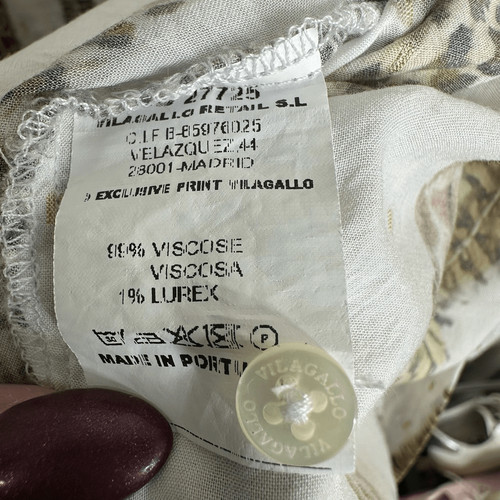 27725
VILAGALLO RETAIL S.L
C.I.F B-85976025
VELAZQUEZ,44
28001-MADRID
EXCLUSIVE PRINT VILAGALLO
99% VISCOSE
VISCOSA
1% LUREX
P
MADE IN PORTU
VILAGALLO
VILAGALLO